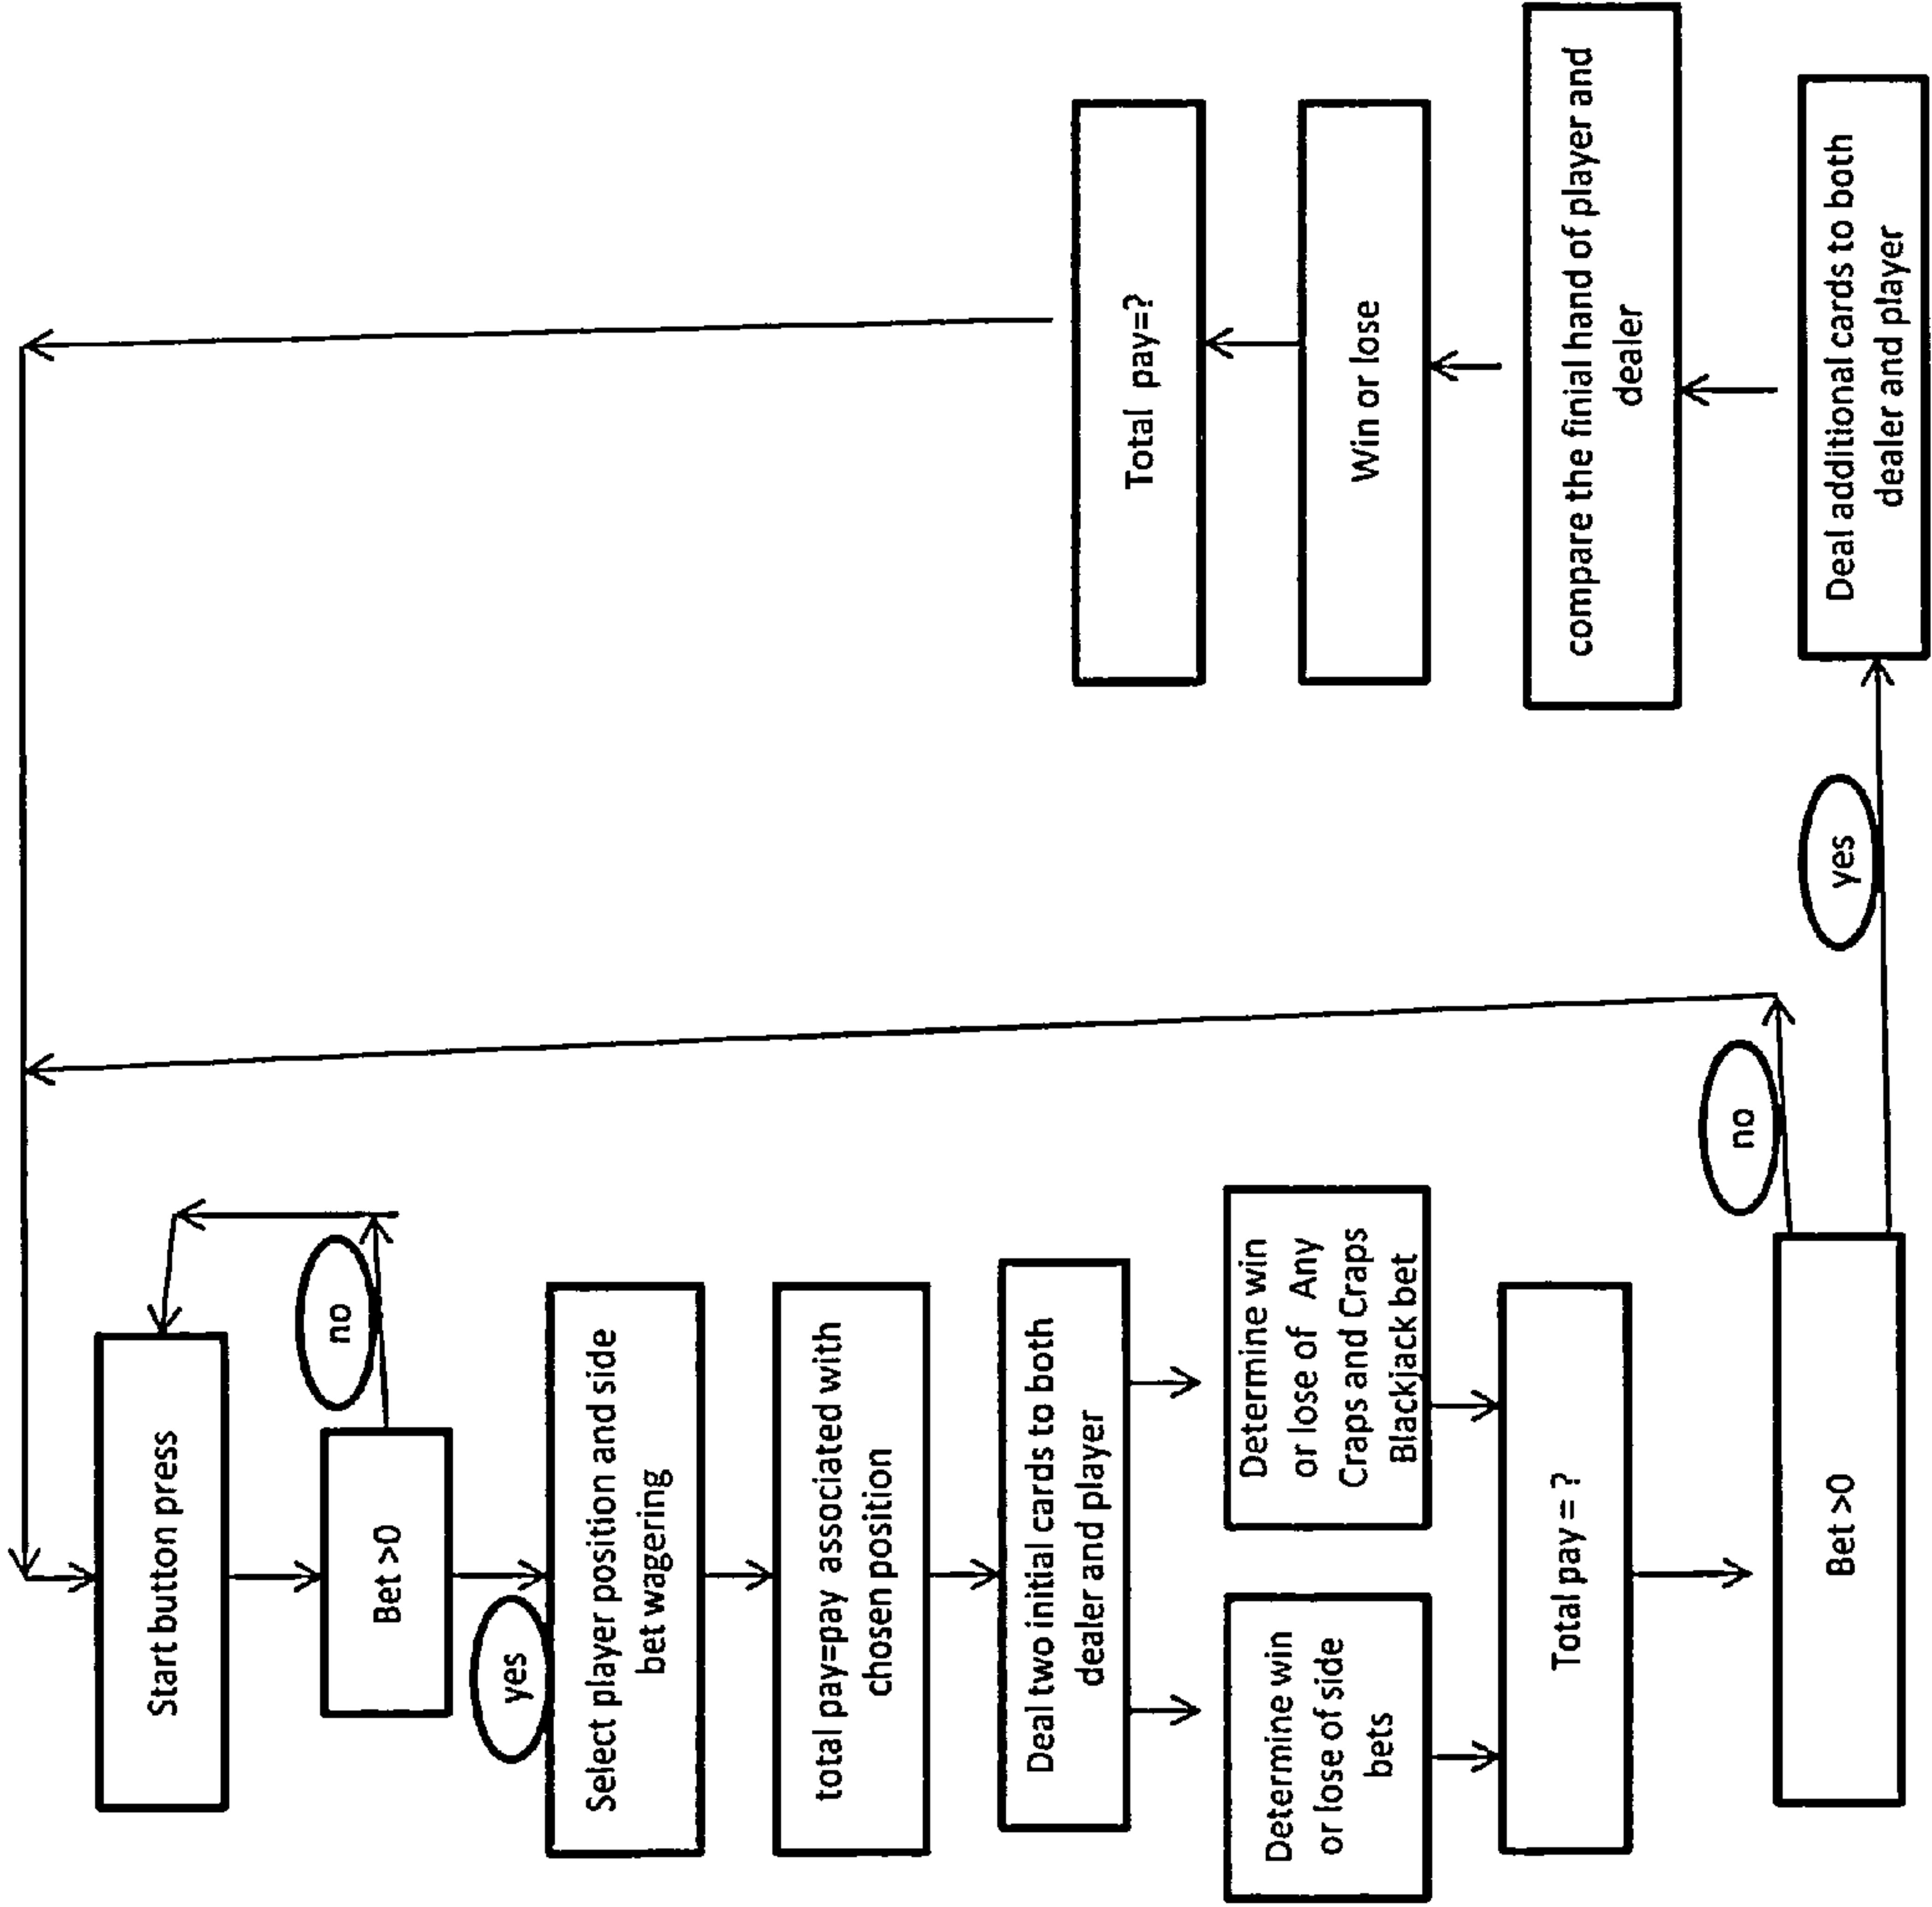 Start button press
Bet >0
no
yes
Select player position and side
bet wagering
total pay=pay associated with
chosen position
Deal two initial cards to both
dealer and player
Determine win
or lose of side
bets
Determine win
or lose of Any
Craps and Craps
Blackjack bet
Total pay = ?
Bet >0
no
yes
Deal additional cards to both
dealer and player
compare the finial hand of player and
dealer
Win or lose
Total pay=?